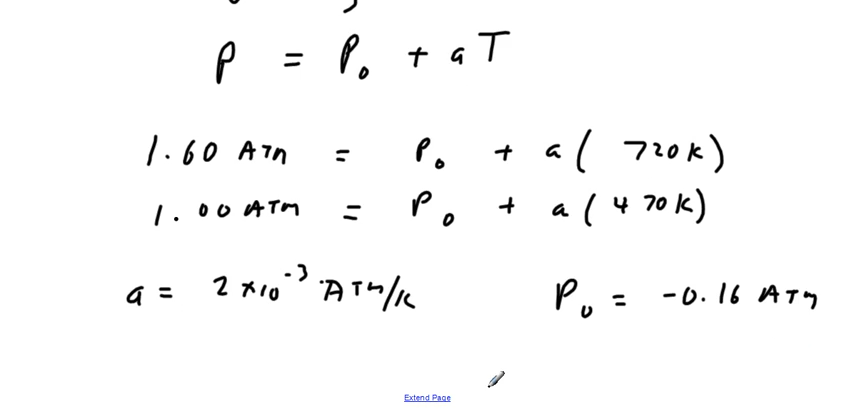 P = P₀ + a T
1.60 ATM = P₀ + a ( 720K )
1.00 ATM = P₀ + a ( 470K )
a = 2 × 10⁻³ ATM/K P₀ = -0.16 ATM
Extend Page